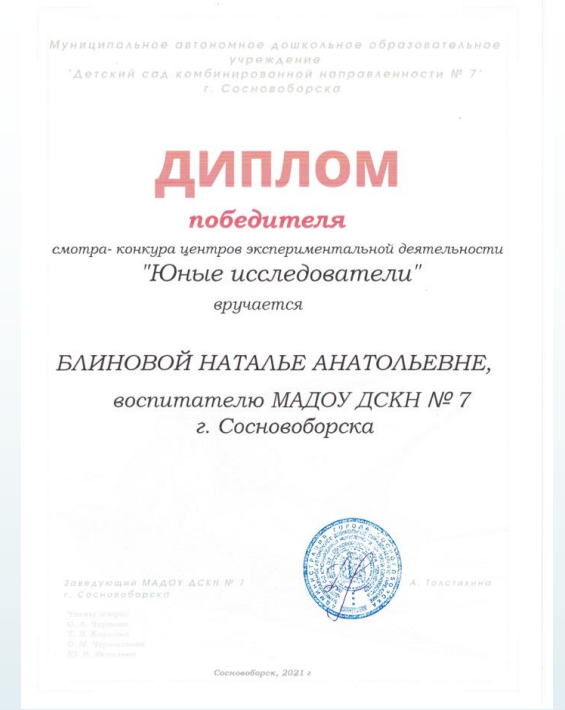 Муниципальное автономное дошкольное образовательное
учреждение
"Детский сад комбинированной направленности № 7"
г. Сосновоборска
ДИПЛОМ
победителя
смотра- конкура центров экспериментальной деятельности
"Юные исследователи"
вручается
БЛИНОВОЙ НАТАЛЬЕ АНАТОЛЬЕВНЕ,
воспитателю МАДОУ ДСКН № 7
г. Сосновоборска
Заведующий МАДОУ ДСКН № 7
г. Сосновоборска
А. Толстихина
Сосновоборск, 2021 г